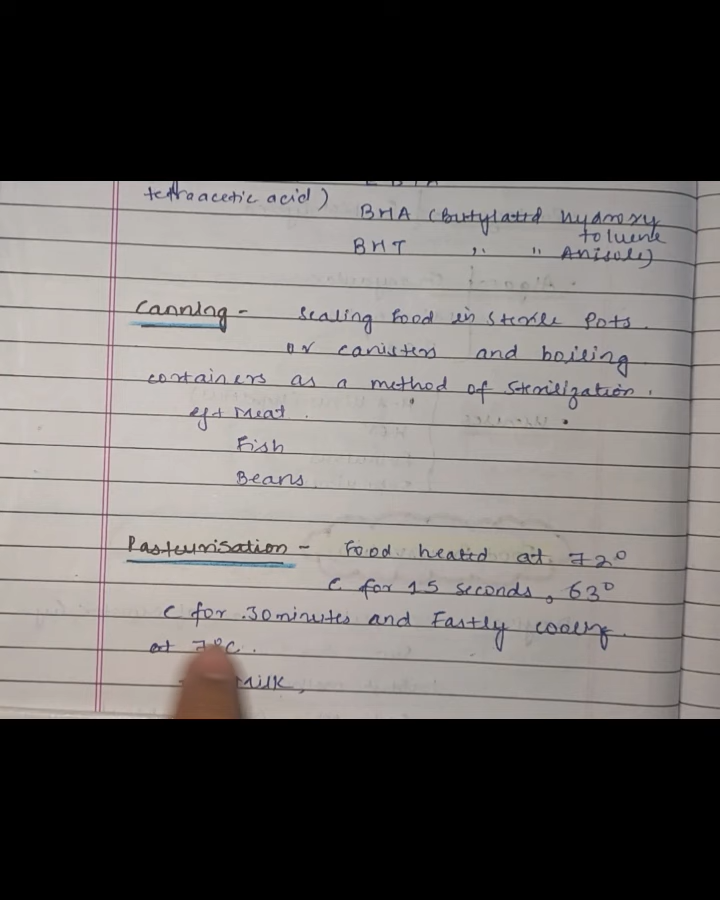 tetraacetic acid)
BHA (Butylated hydroxy
toluene
BHT ,, ,, Anisole)
Canning - Sealing food in sterile Pots
or canisters and boiling
containers as a method of Sterilization.
eg+ Meat.
Fish
Beans
Pasteurisation - Food heated at 72°
C for 15 seconds, 63°
C for 30 minutes and Fastly cooling
at 7°C.
Milk,